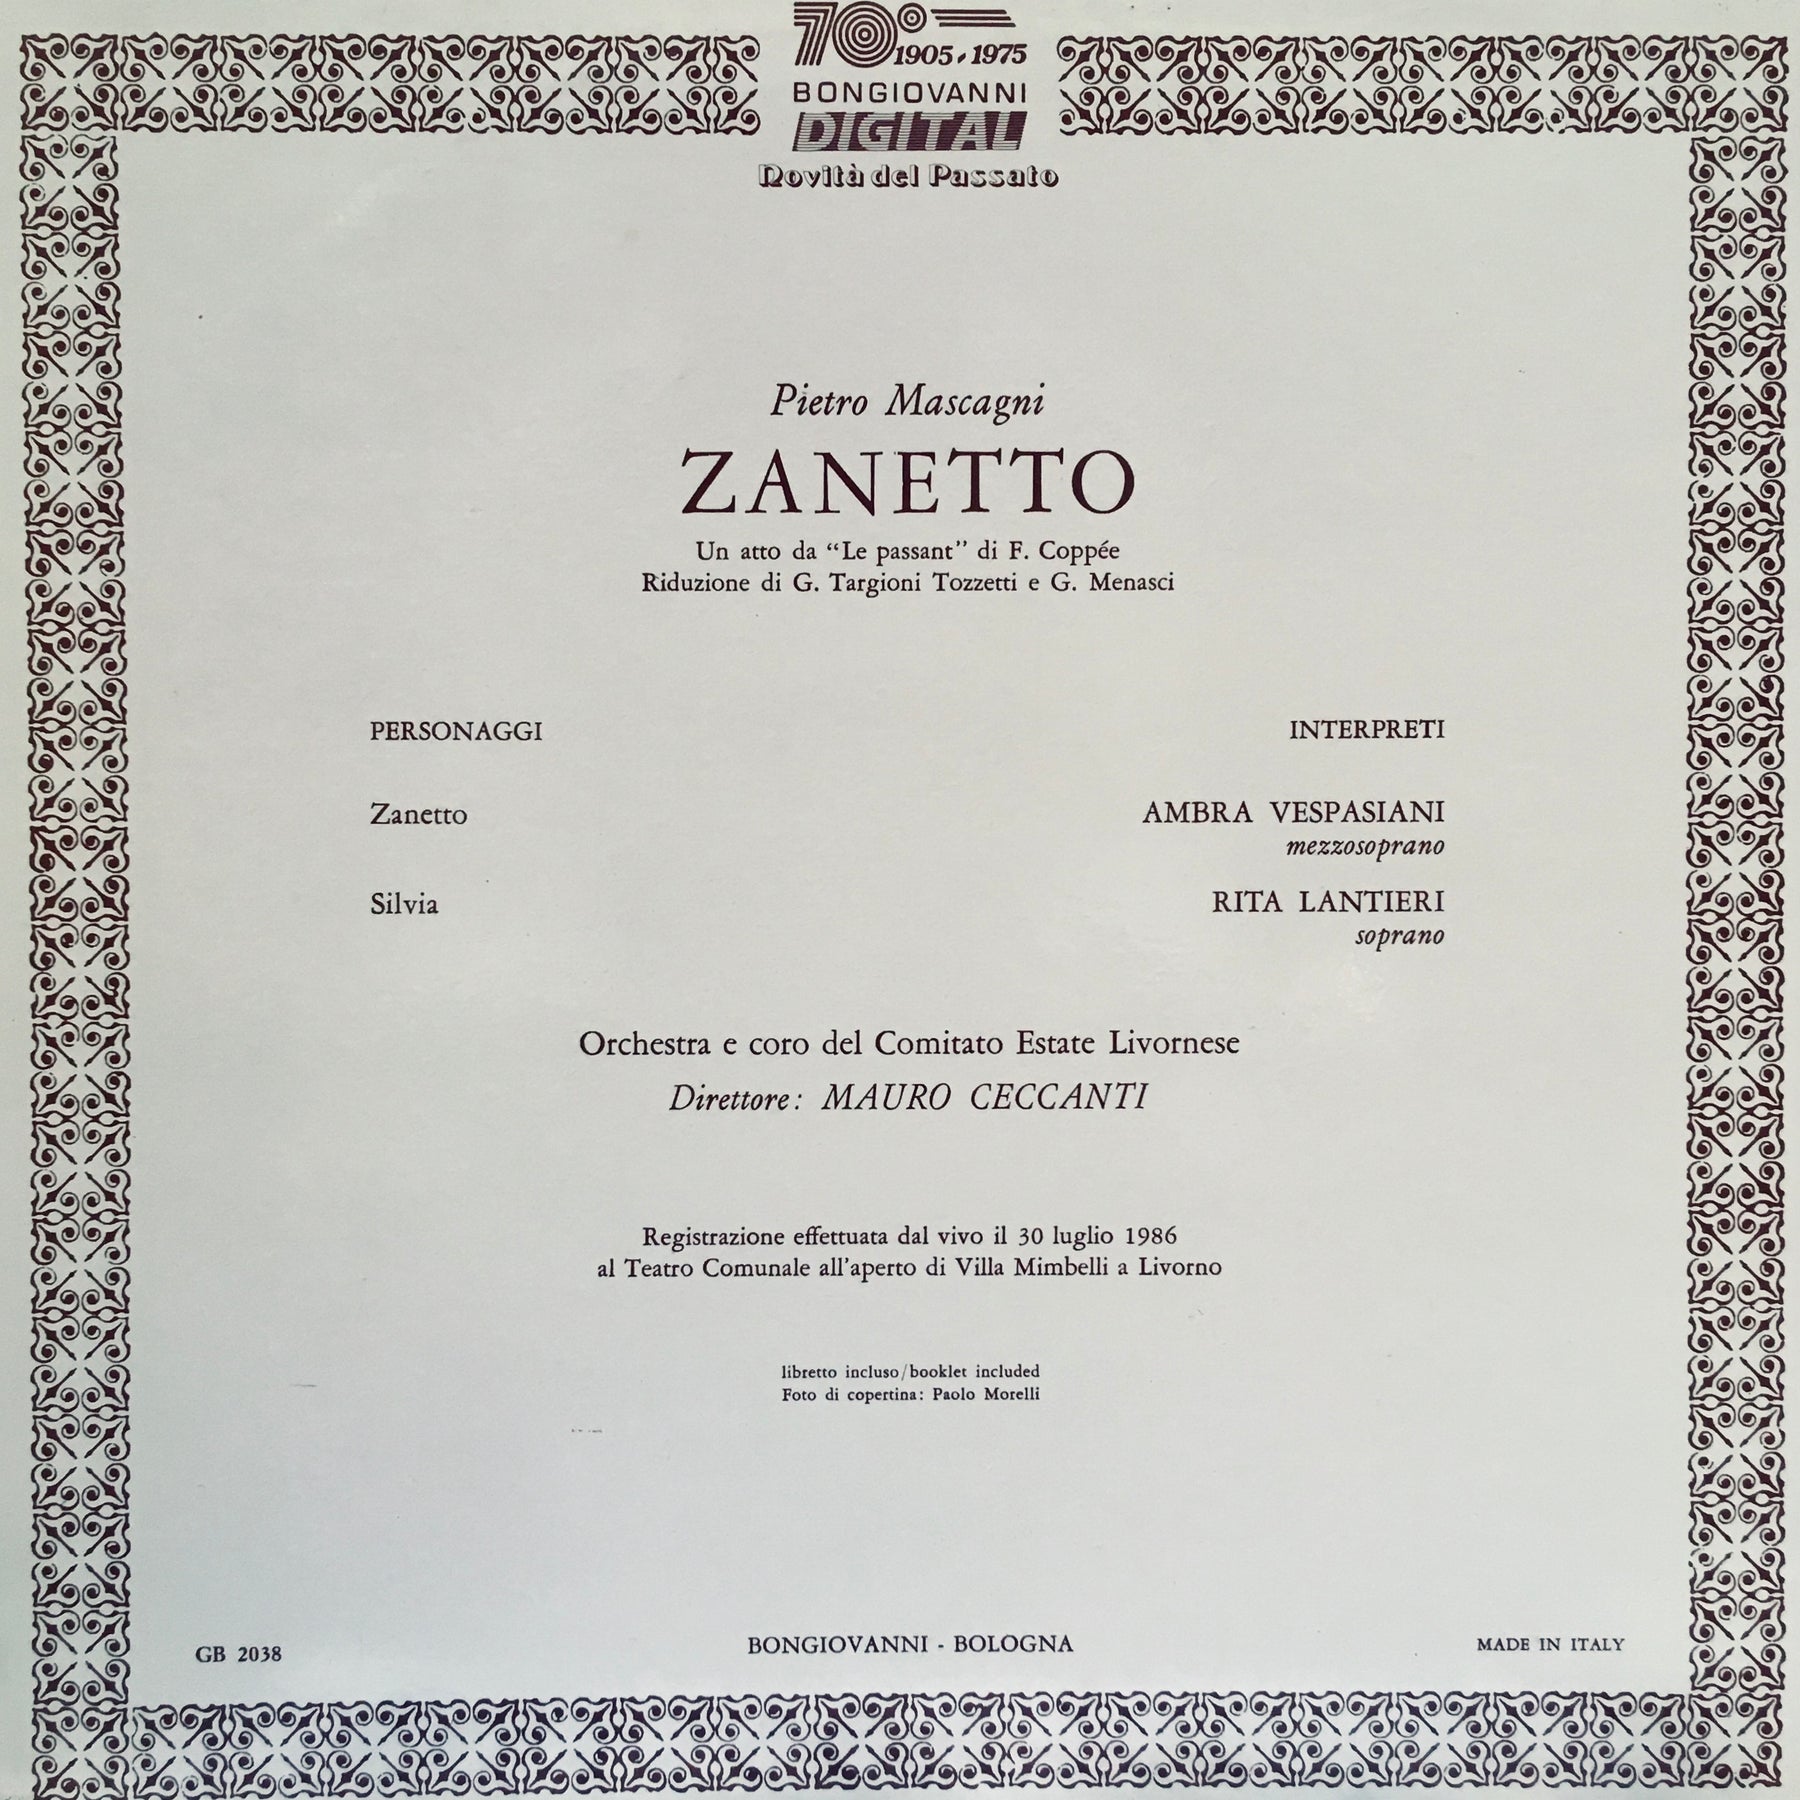 70°
1905 · 1975
BONGIOVANNI
DIGITAL
Novità del Passato
Pietro Mascagni
ZANETTO
Un atto da “Le passant” di F. Coppée
Riduzione di G. Targioni Tozzetti e G. Menasci
PERSONAGGI INTERPRETI
Zanetto AMBRA VESPASIANI
mezzosoprano
Silvia RITA LANTIERI
soprano
Orchestra e coro del Comitato Estate Livornese
Direttore: MAURO CECCANTI
Registrazione effettuata dal vivo il 30 luglio 1986
al Teatro Comunale all’aperto di Villa Mimbelli a Livorno
libretto incluso/booklet included
Foto di copertina: Paolo Morelli
GB 2038 BONGIOVANNI - BOLOGNA MADE IN ITALY